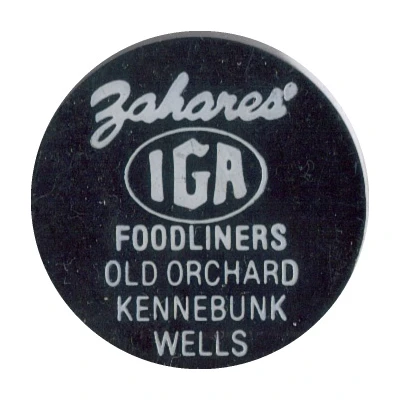 Zahares'
IGA
FOODLINERS
OLD ORCHARD
KENNEBUNK
WELLS